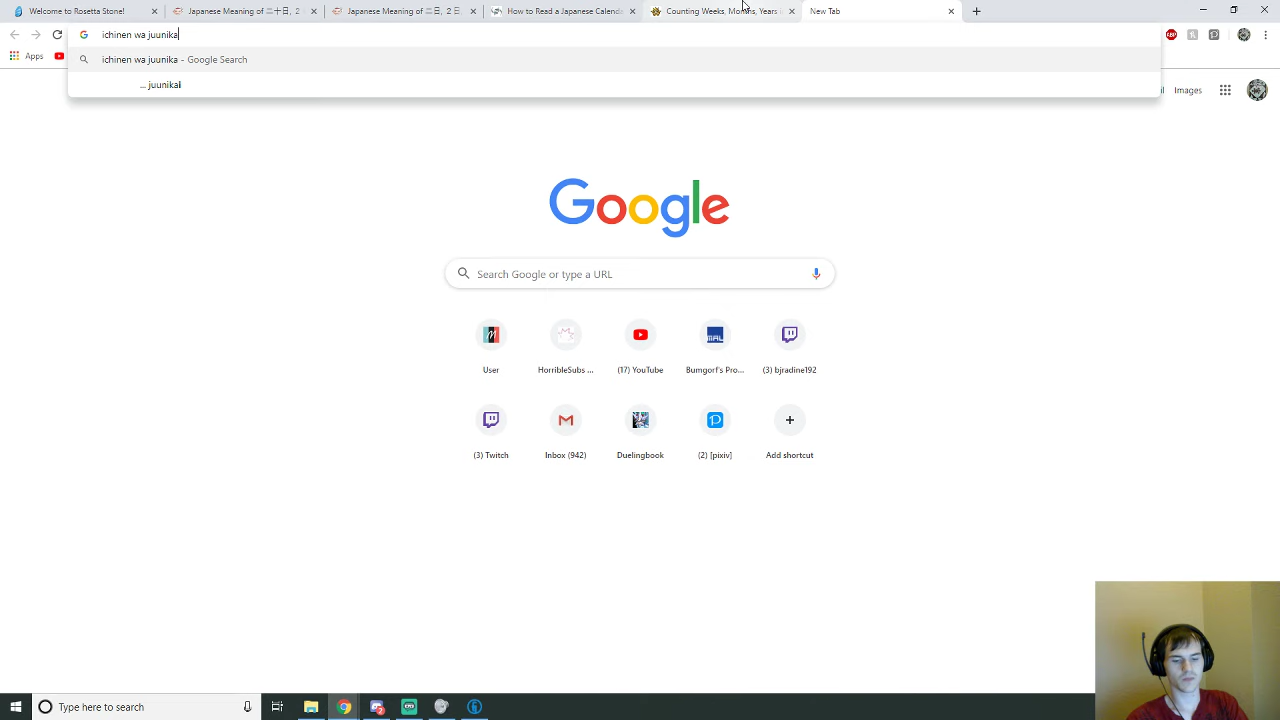 Welcome to Rosetta Stone!
Japanese Meaning of 二十日, 2
Japanese Meaning of 二日, 2日
How to Read a Japanese Calenda
Counting Weeks, Months, Years i
New Tab
ichinen wa juunika
ichinen wa juunika - Google Search
... juunikai
Apps
Images
Google
Search Google or type a URL
User
HorribleSubs ...
(17) YouTube
Bumgorf's Pro...
(3) bjradine192
(3) Twitch
Inbox (942)
Duelingbook
(2) [pixiv]
Add shortcut
Type here to search